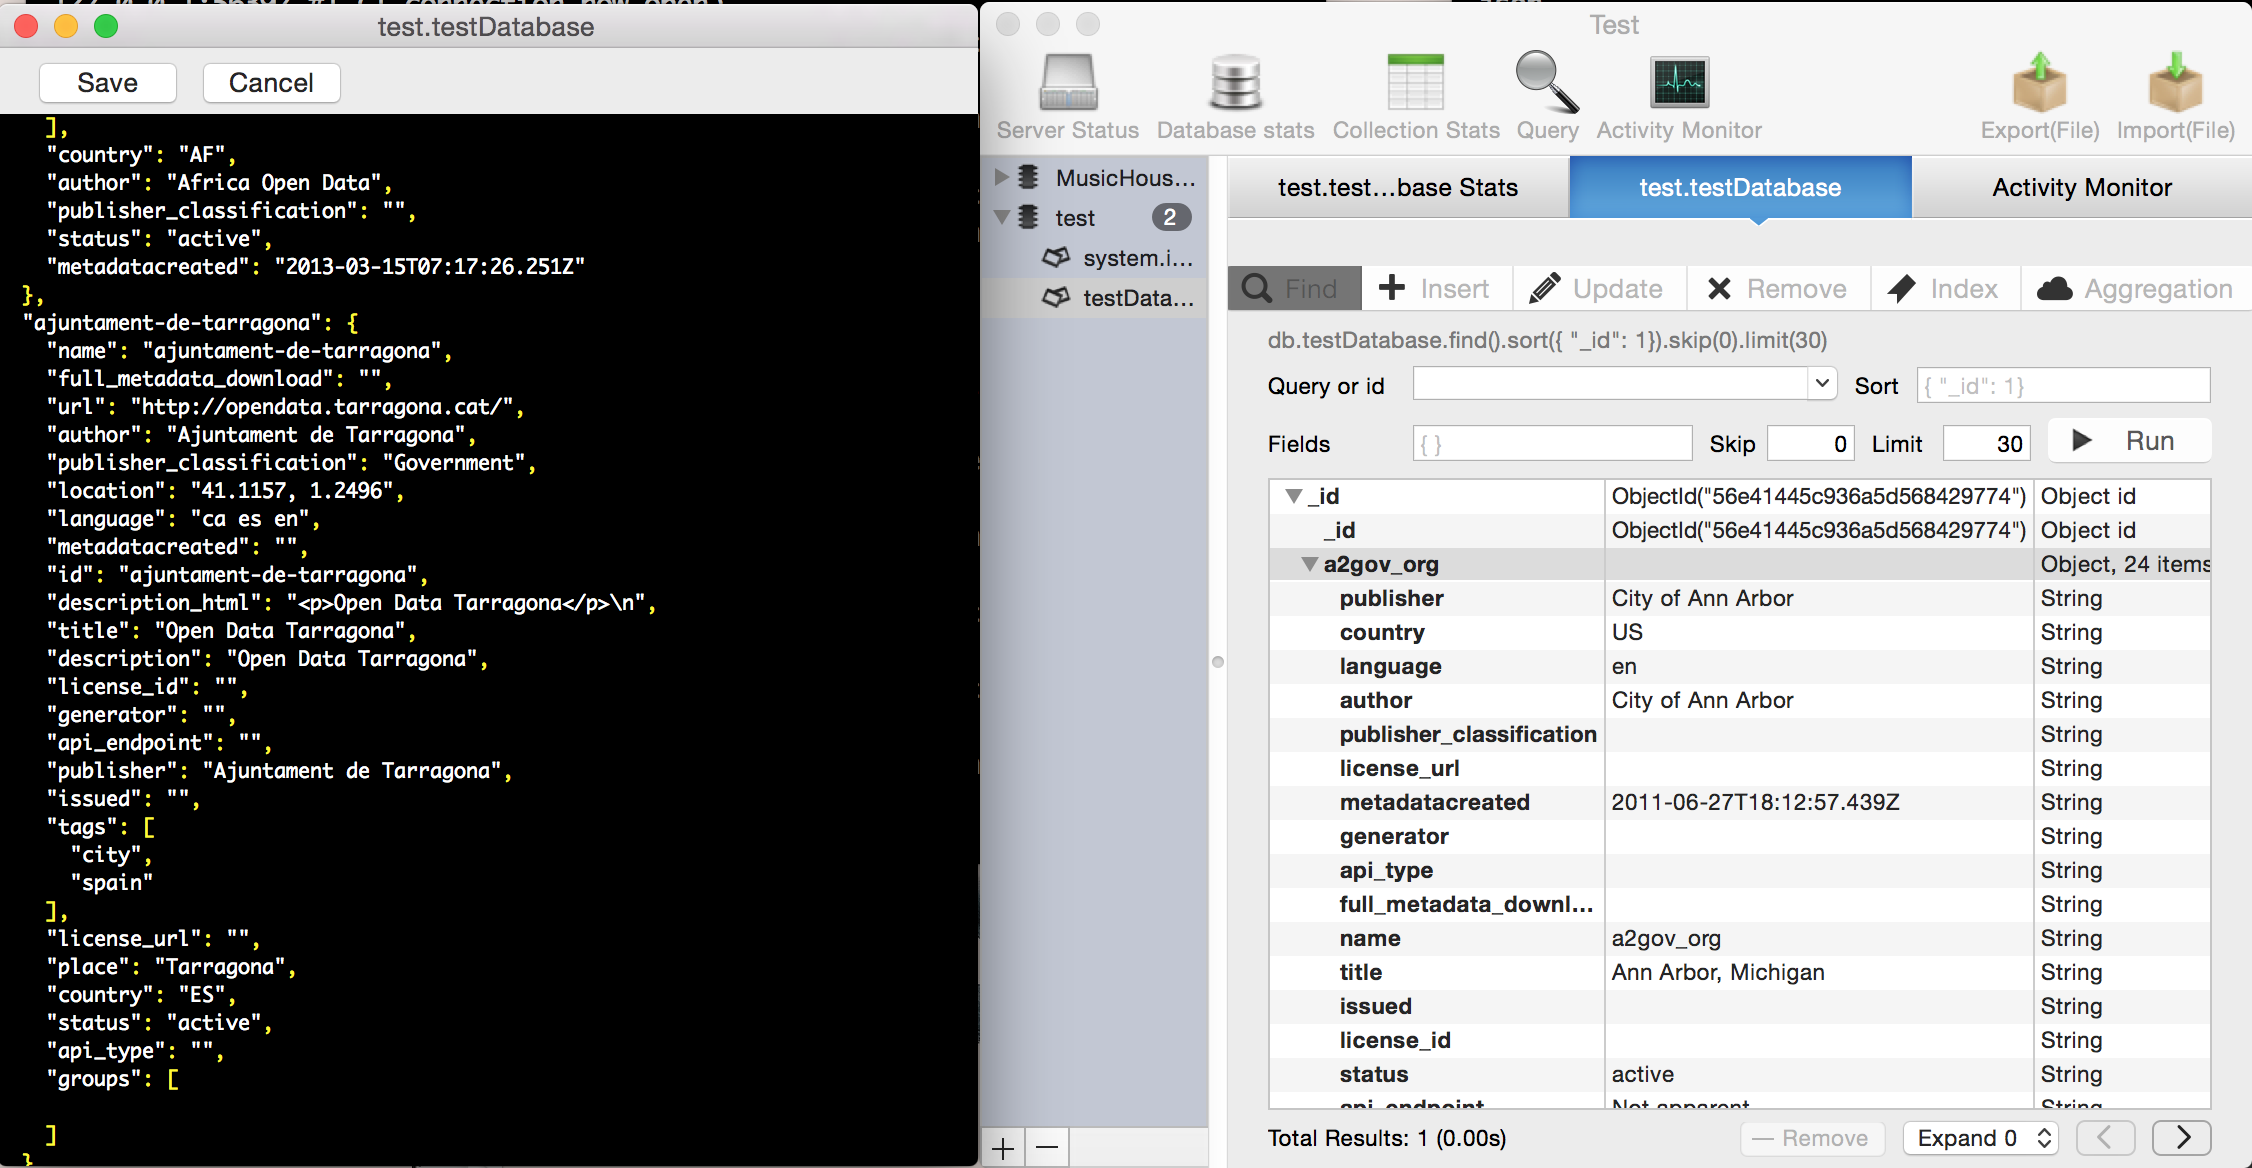 test.testDatabase
Save
Cancel
],
"country": "AF",
"author": "Africa Open Data",
"publisher_classification": "",
"status": "active",
"metadatacreated": "2013-03-15T07:17:26.251Z"
},
"ajuntament-de-tarragona": {
"name": "ajuntament-de-tarragona",
"full_metadata_download": "",
"url": "http://opendata.tarragona.cat/",
"author": "Ajuntament de Tarragona",
"publisher_classification": "Government",
"location": "41.1157, 1.2496",
"language": "ca es en",
"metadatacreated": "",
"id": "ajuntament-de-tarragona",
"description_html": "<p>Open Data Tarragona</p>\n",
"title": "Open Data Tarragona",
"description": "Open Data Tarragona",
"license_id": "",
"generator": "",
"api_endpoint": "",
"publisher": "Ajuntament de Tarragona",
"issued": "",
"tags": [
"city",
"spain"
],
"license_url": "",
"place": "Tarragona",
"country": "ES",
"status": "active",
"api_type": "",
"groups": [
]
}
Test
Server Status Database stats Collection Stats Query Activity Monitor Export(File) Import(File)
MusicHous...
test 2
system.i...
testData...
test.test...base Stats test.testDatabase Activity Monitor
Find Insert Update Remove Index Aggregation
db.testDatabase.find().sort({ "_id": 1}).skip(0).limit(30)
Query or id Sort { "_id": 1}
Fields { } Skip 0 Limit 30 Run
_id ObjectId("56e41445c936a5d568429774") Object id
_id ObjectId("56e41445c936a5d568429774") Object id
a2gov_org Object, 24 items
publisher City of Ann Arbor String
country US String
language en String
author City of Ann Arbor String
publisher_classification String
license_url String
metadatacreated 2011-06-27T18:12:57.439Z String
generator String
api_type String
full_metadata_downl... String
name a2gov_org String
title Ann Arbor, Michigan String
issued String
license_id String
status active String
api_endpoint Not apparent String
Total Results: 1 (0.00s) Remove Expand 0